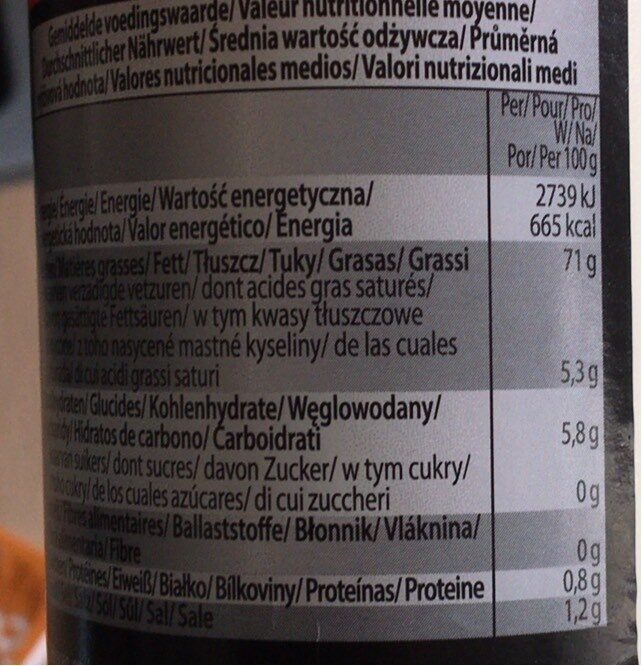 Gemiddelde voedingswaarde/ Valeur nutritionnelle moyenne/
Durchschnittlicher Nährwert/ Średnia wartość odżywcza/ Průměrná
hodnota/ Valores nutricionales medios/ Valori nutrizionali medi
Per/ Pour/ Pro/
W/ Na/
Por/ Per 100 g
Energie/ Energie/ Wartość energetyczna/
2739 kJ
hodnota/ Valor energético/ Energia
665 kcal
Matières grasses/ Fett/ Tłuszcz/ Tuky/ Grasas/ Grassi
71 g
verzadigde vetzuren/ dont acides gras saturés/
Fettsäuren/ w tym kwasy tłuszczowe
z toho nasycené mastné kyseliny/ de las cuales
di cui acidi grassi saturi
5,3 g
Glucides/ Kohlenhydrate/ Węglowodany/
Hidratos de carbono/ Carboidrati
5,8 g
suikers/ dont sucres/ davon Zucker/ w tym cukry/
cukry/ de los cuales azúcares/ di cui zuccheri
0 g
Fibres alimentaires/ Ballaststoffe/ Błonnik/ Vláknina/
alimentaria/ Fibre
0 g
Protéines/ Eiweiß/ Białko/ Bílkoviny/ Proteínas/ Proteine
0,8 g
Salz/ Sól/ Sůl/ Sal/ Sale
1,2 g